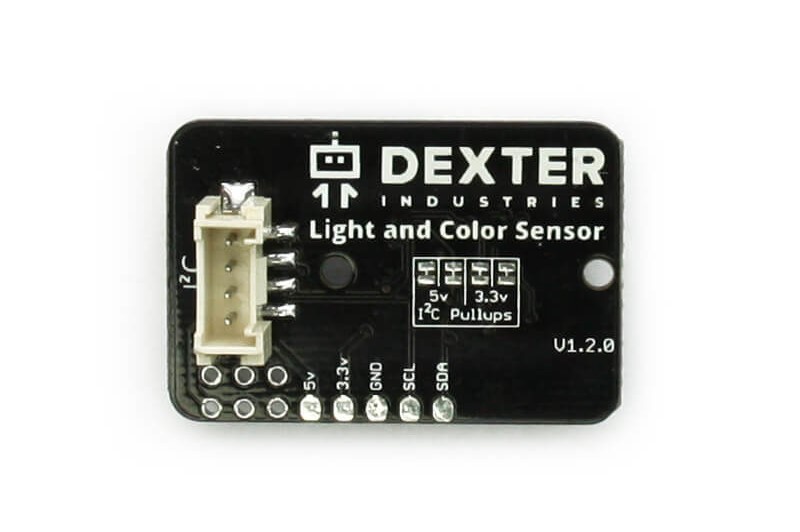 DEXTER
INDUSTRIES
Light and Color Sensor
I²C
5v 3.3v
I²C Pullups
V1.2.0
5v 3.3v GND SCL SDA